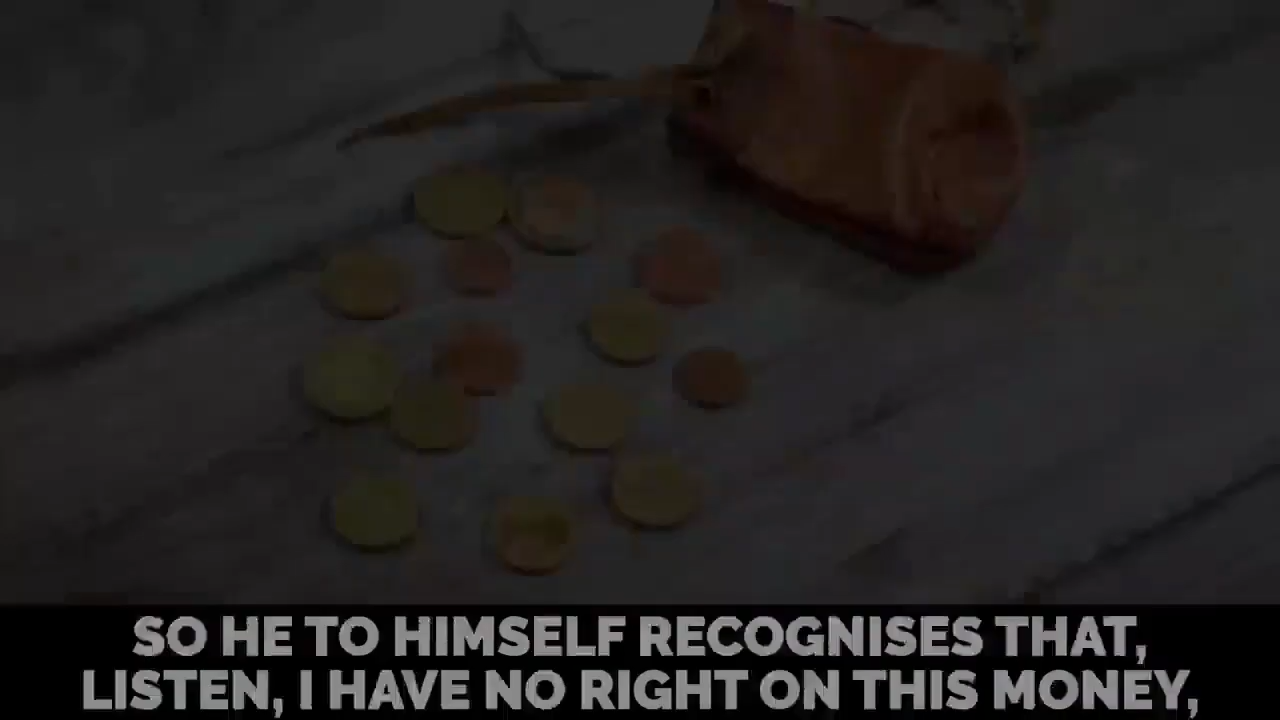 SO HE TO HIMSELF RECOGNISES THAT,
LISTEN, I HAVE NO RIGHT ON THIS MONEY,